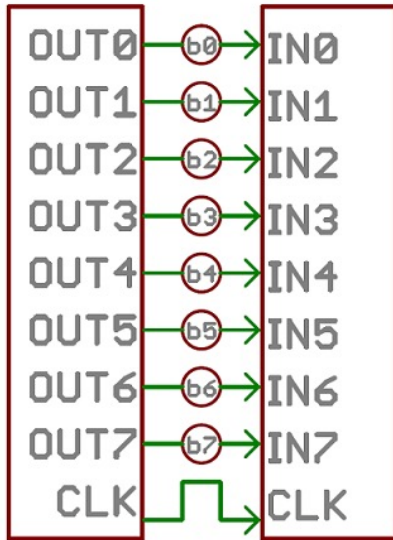 OUT0 b0 IN0
OUT1 b1 IN1
OUT2 b2 IN2
OUT3 b3 IN3
OUT4 b4 IN4
OUT5 b5 IN5
OUT6 b6 IN6
OUT7 b7 IN7
CLK CLK